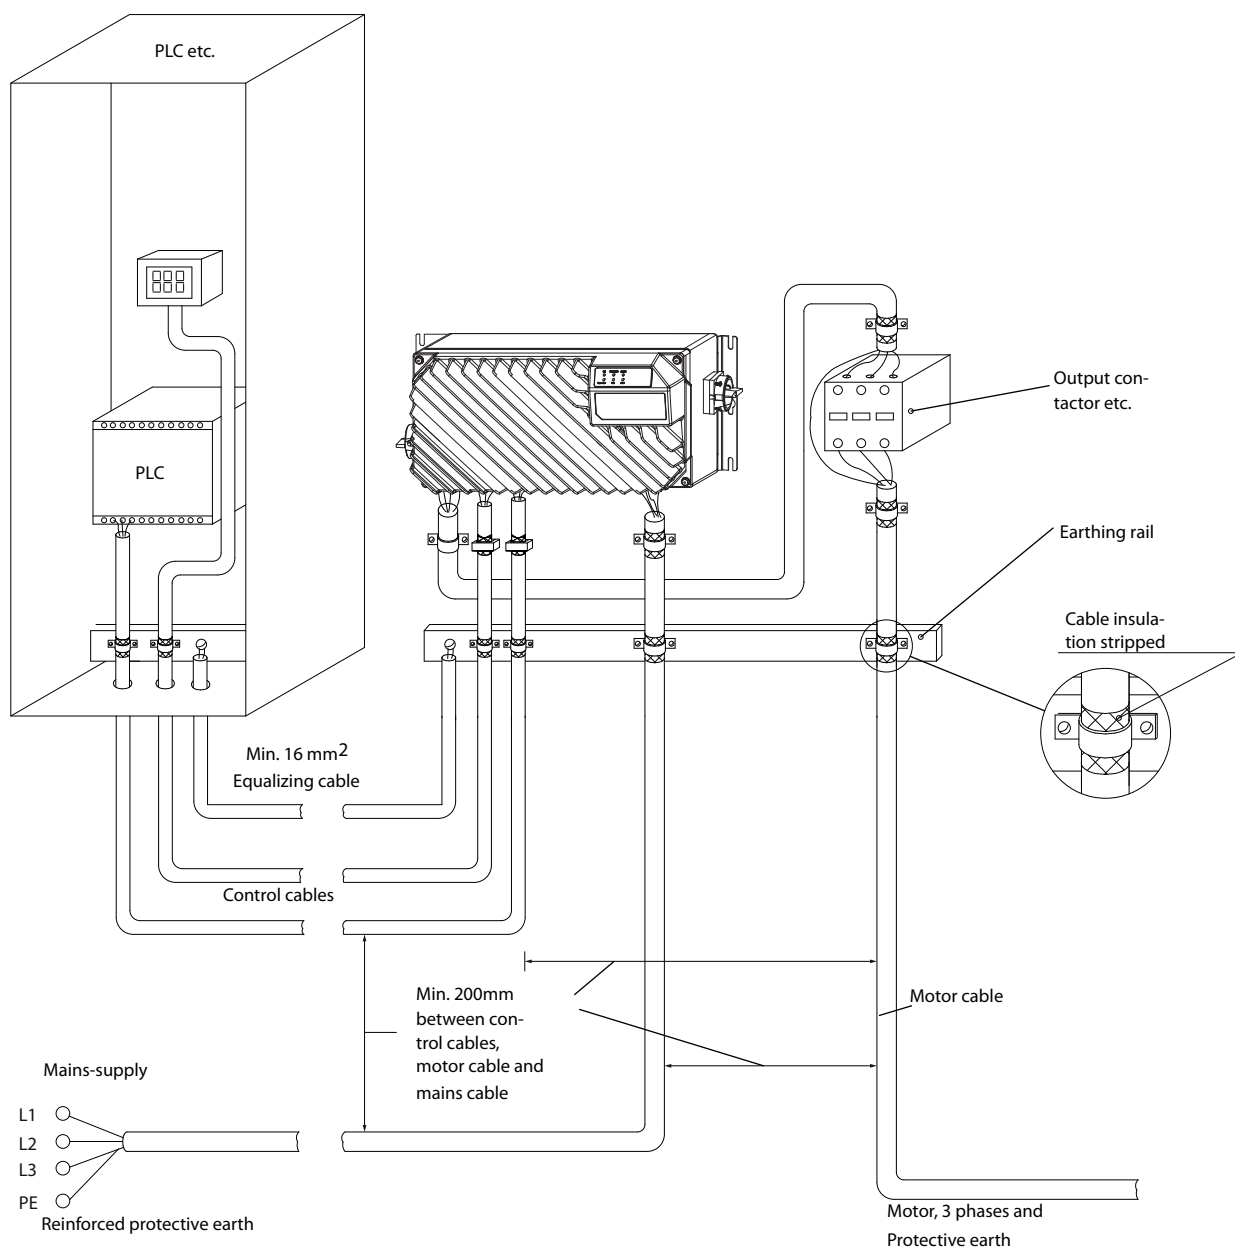 PLC etc.
PLC
Output con-
tactor etc.
Earthing rail
Cable insula-
tion stripped
Min. 16 mm2
Equalizing cable
Control cables
Min. 200mm
between con-
trol cables,
motor cable and
mains cable
Motor cable
Mains-supply
L1
L2
L3
PE
Reinforced protective earth
Motor, 3 phases and
Protective earth